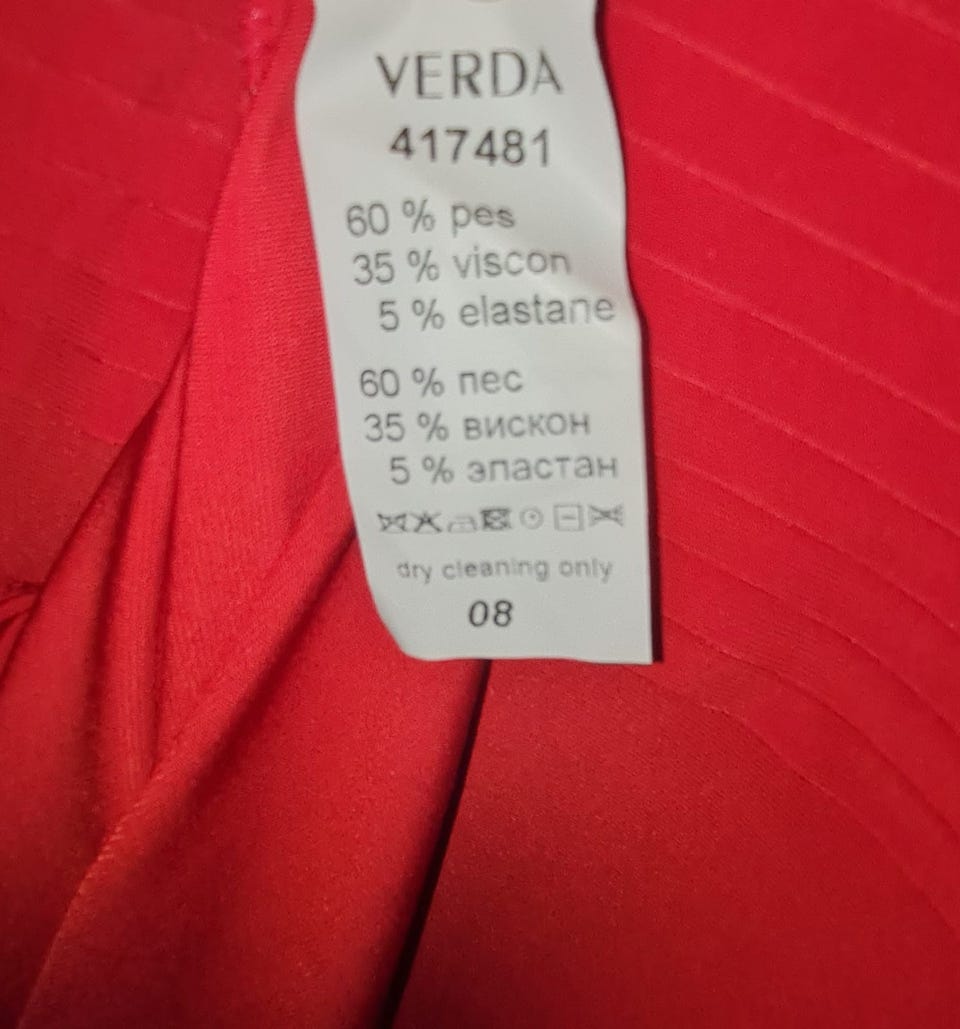 VERDA
417481
60 % pes
35 % viscon
5 % elastane
60 % пес
35 % вискон
5 % эластан
dry cleaning only
08